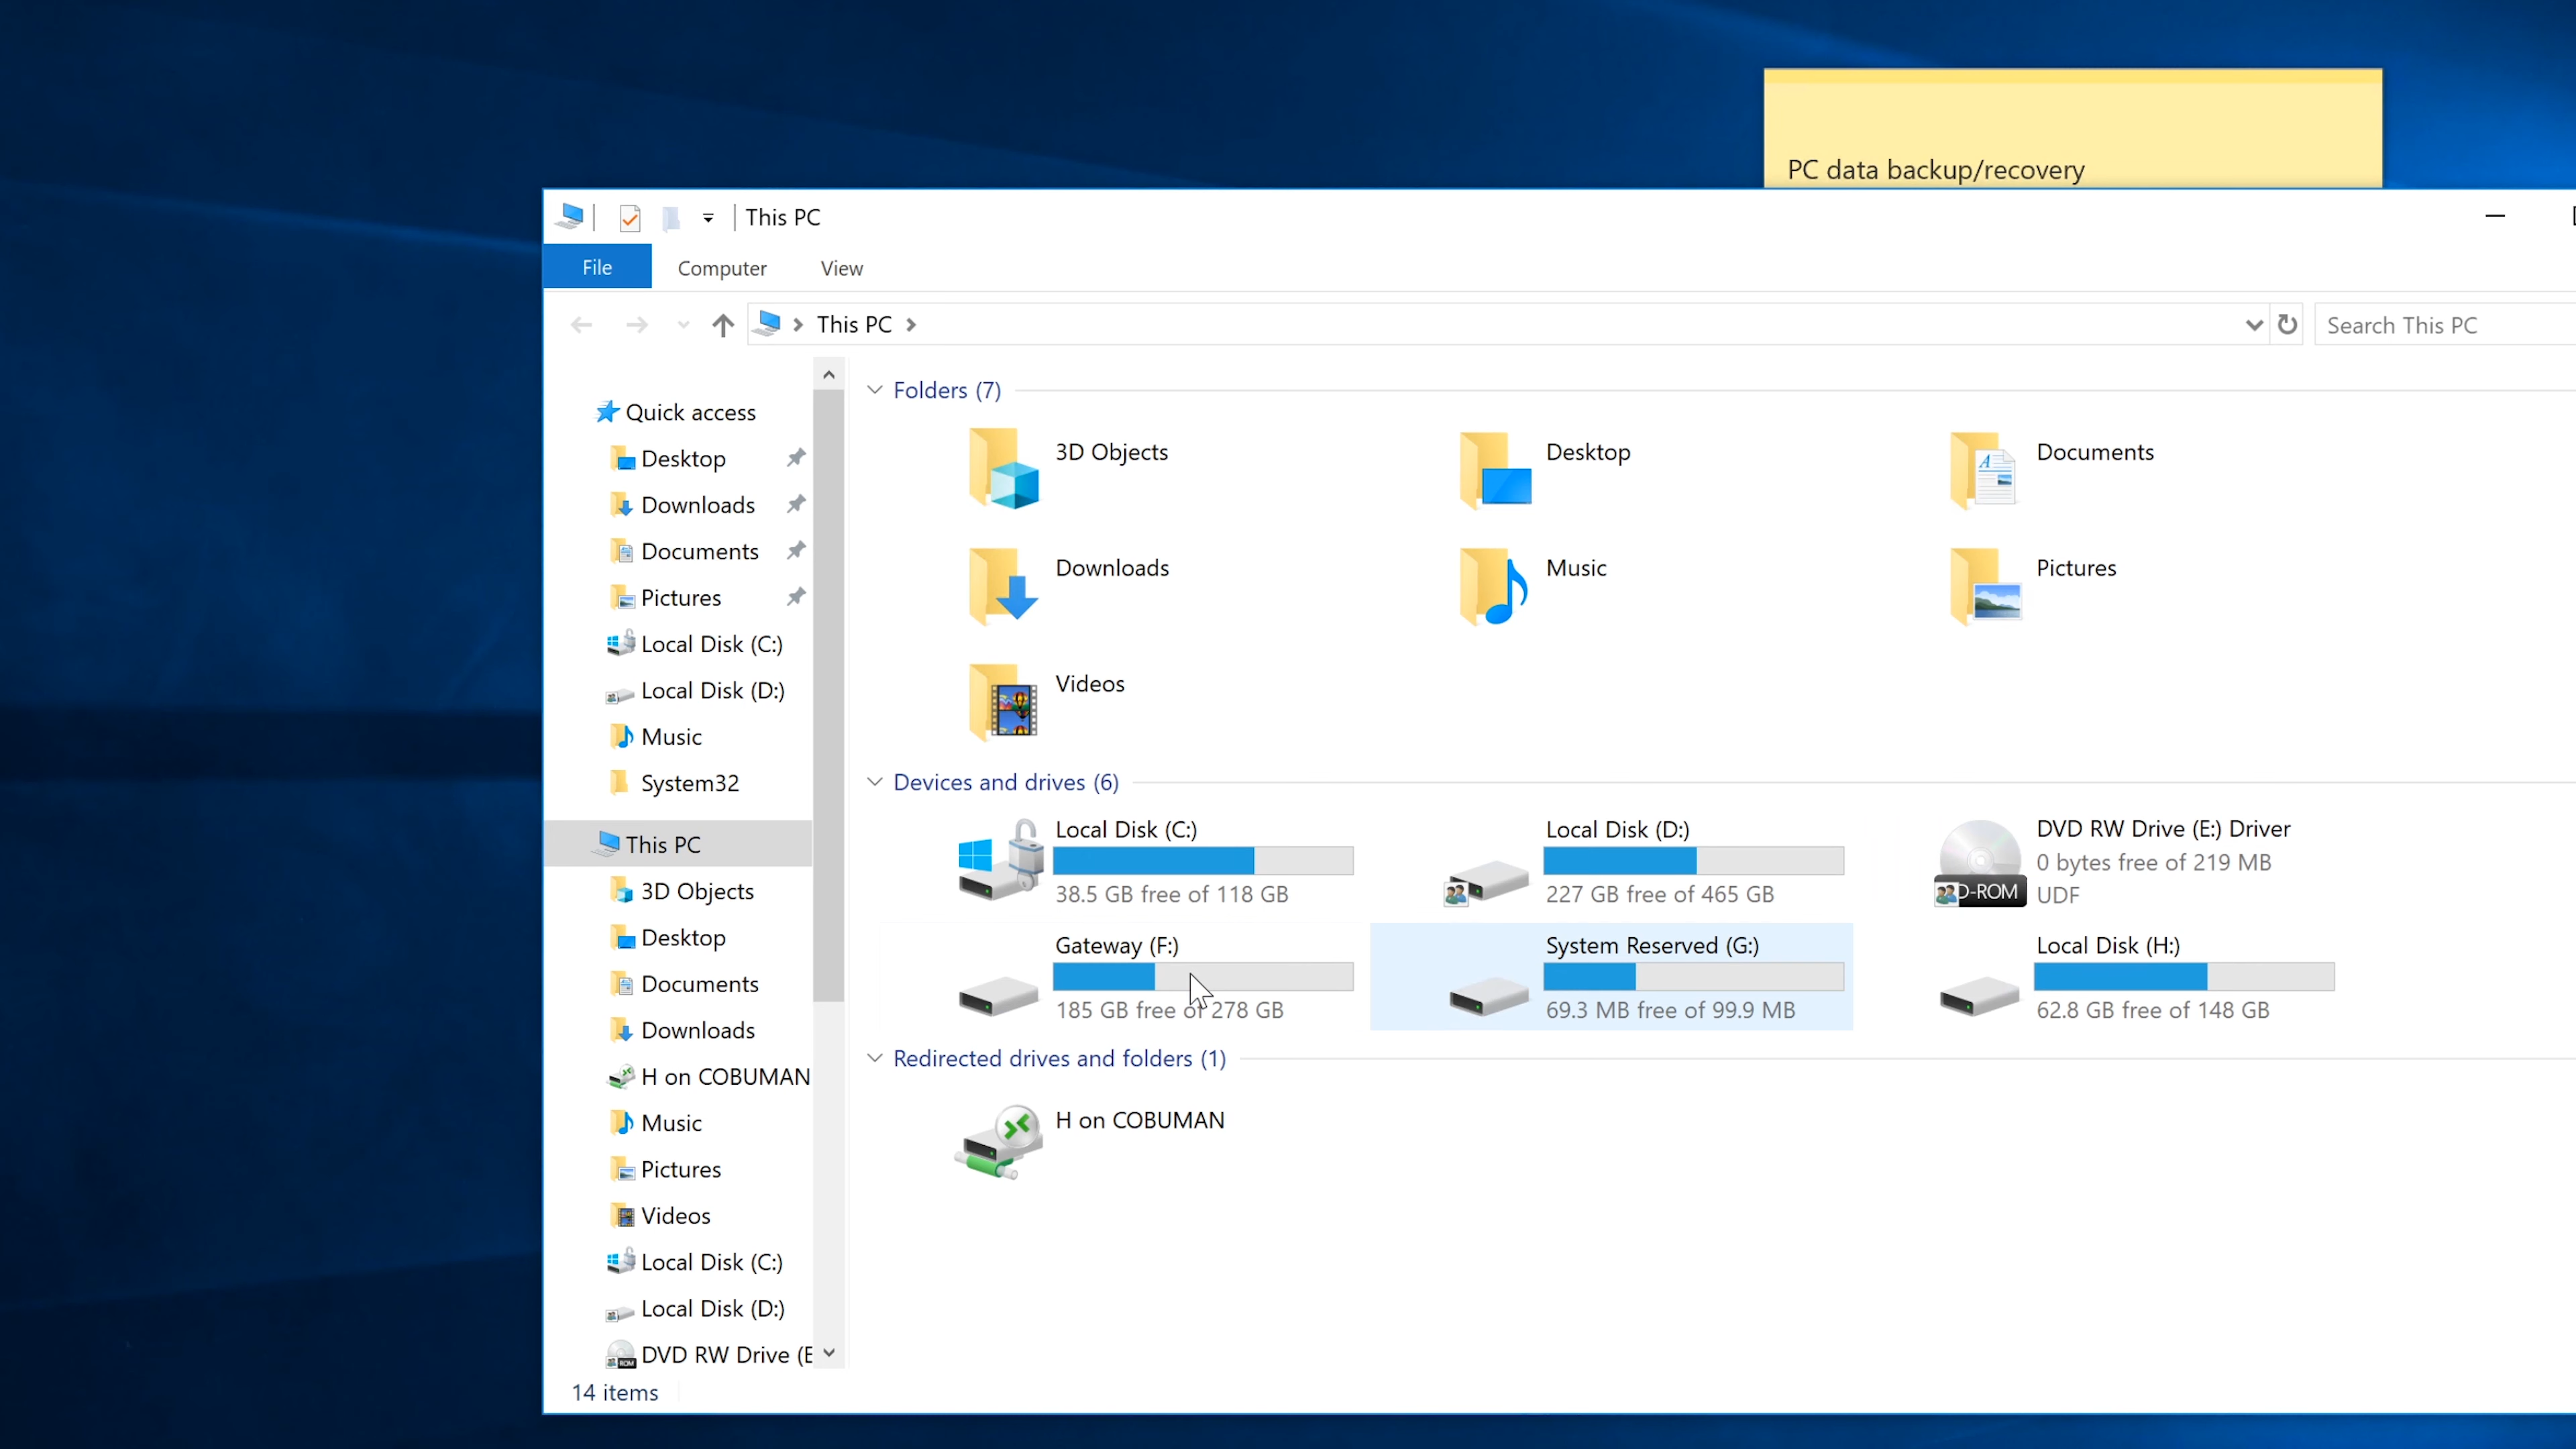 PC data backup/recovery
This PC
File Computer View
This PC
Search This PC
Quick access
Desktop
Downloads
Documents
Pictures
Local Disk (C:)
Local Disk (D:)
Music
System32
This PC
3D Objects
Desktop
Documents
Downloads
H on COBUMAN
Music
Pictures
Videos
Local Disk (C:)
Local Disk (D:)
DVD RW Drive (E
Folders (7)
3D Objects
Desktop
Documents
Downloads
Music
Pictures
Videos
Devices and drives (6)
Local Disk (C:)
38.5 GB free of 118 GB
Local Disk (D:)
227 GB free of 465 GB
D-ROM
DVD RW Drive (E:) Driver
0 bytes free of 219 MB
UDF
Gateway (F:)
185 GB free of 278 GB
System Reserved (G:)
69.3 MB free of 99.9 MB
Local Disk (H:)
62.8 GB free of 148 GB
Redirected drives and folders (1)
H on COBUMAN
14 items